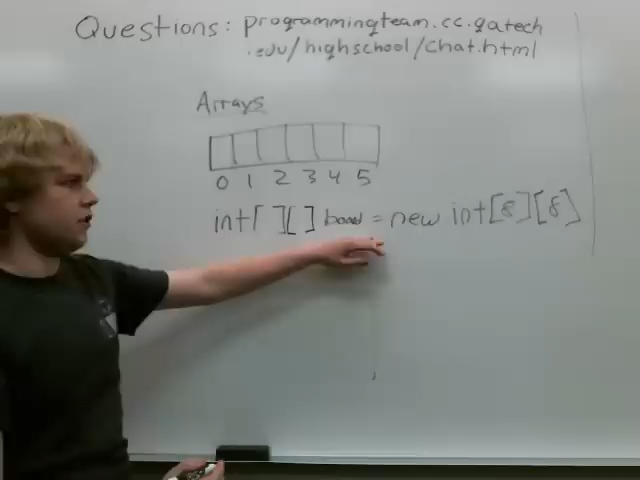 Questions: programmingteam.cc.gatech
.edu/highschool/chat.html
Arrays
0 1 2 3 4 5
int[ ][ ] board = new int[8][8]